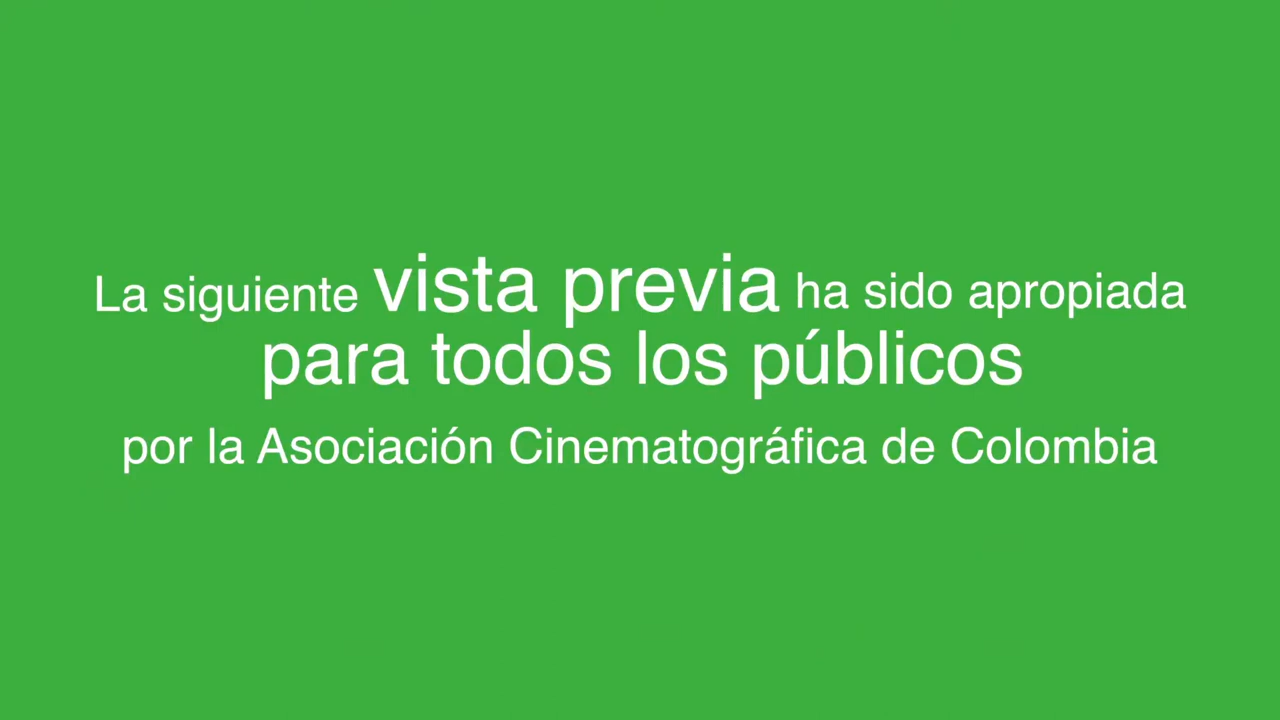 La siguiente vista previa ha sido apropiada
para todos los públicos
por la Asociación Cinematográfica de Colombia